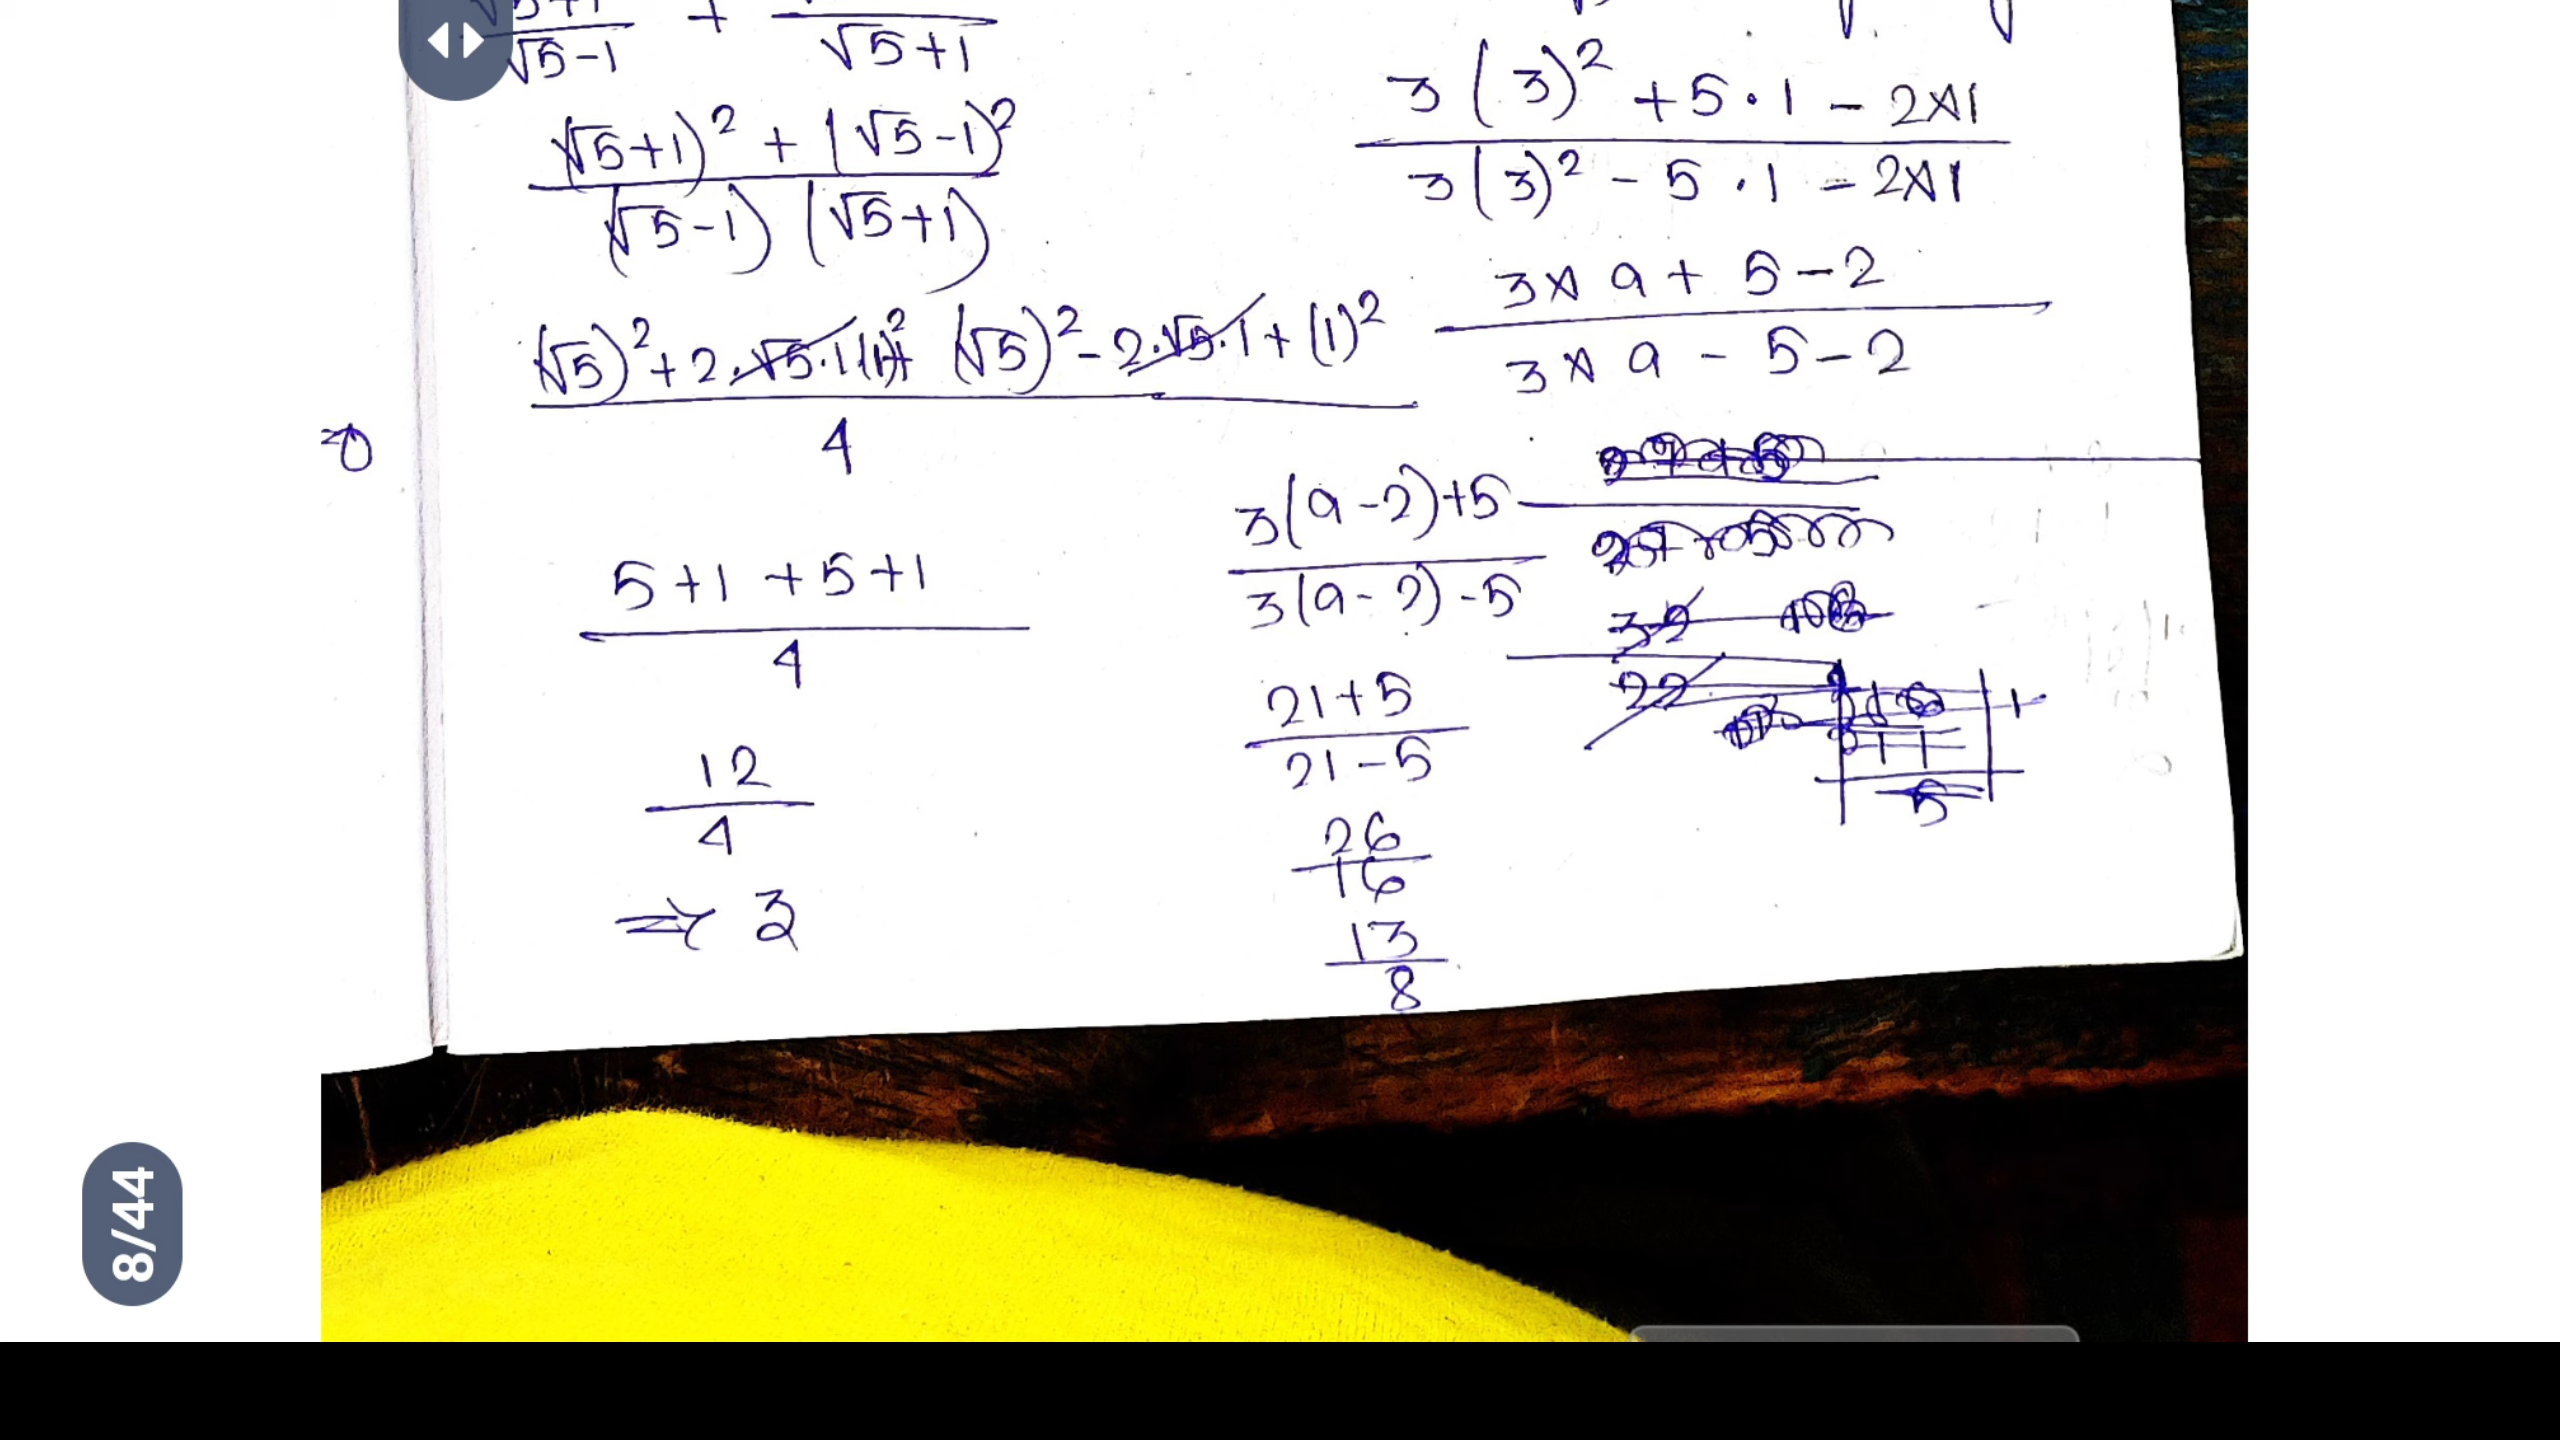 √5+1/√5-1 + /√5+1
(√5+1)² + (√5-1)²/(√5-1) (√5+1)
(√5)² + 2.√5.1 (1)² + (√5)² - 2.√5.1 + (1)²/4
5+1 +5+1/4
12/4
⇒ 3
3(3)² + 5·1 - 2×1/3(3)² - 5·1 - 2×1
3× 9 + 5-2/3× 9 - 5-2
3(9-2)+5/3(9-2)-5
21+5/21-5
26/16
13/8
8/44